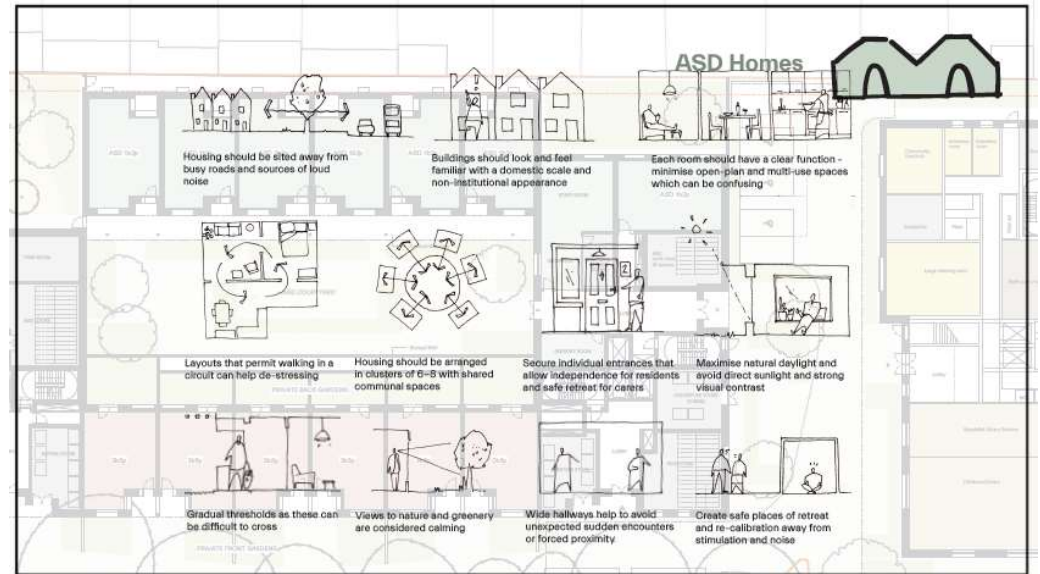 ASD Homes
Housing should be sited away from
busy roads and sources of loud
noise
Buildings should look and feel
familiar with a domestic scale and
non-institutional appearance
Each room should have a clear function -
minimise open-plan and multi-use spaces
which can be confusing
Layouts that permit walking in a
circuit can help de-stressing
Housing should be arranged
in clusters of 6–8 with shared
communal spaces
Secure individual entrances that
allow independence for residents
and safe retreat for carers
Maximise natural daylight and
avoid direct sunlight and strong
visual contrast
PRIVATE BACK GARDENS
Gradual thresholds as these can
be difficult to cross
Views to nature and greenery
are considered calming
Wide hallways help to avoid
unexpected sudden encounters
or forced proximity
Create safe places of retreat
and re-calibration away from
stimulation and noise
PRIVATE FRONT GARDENS